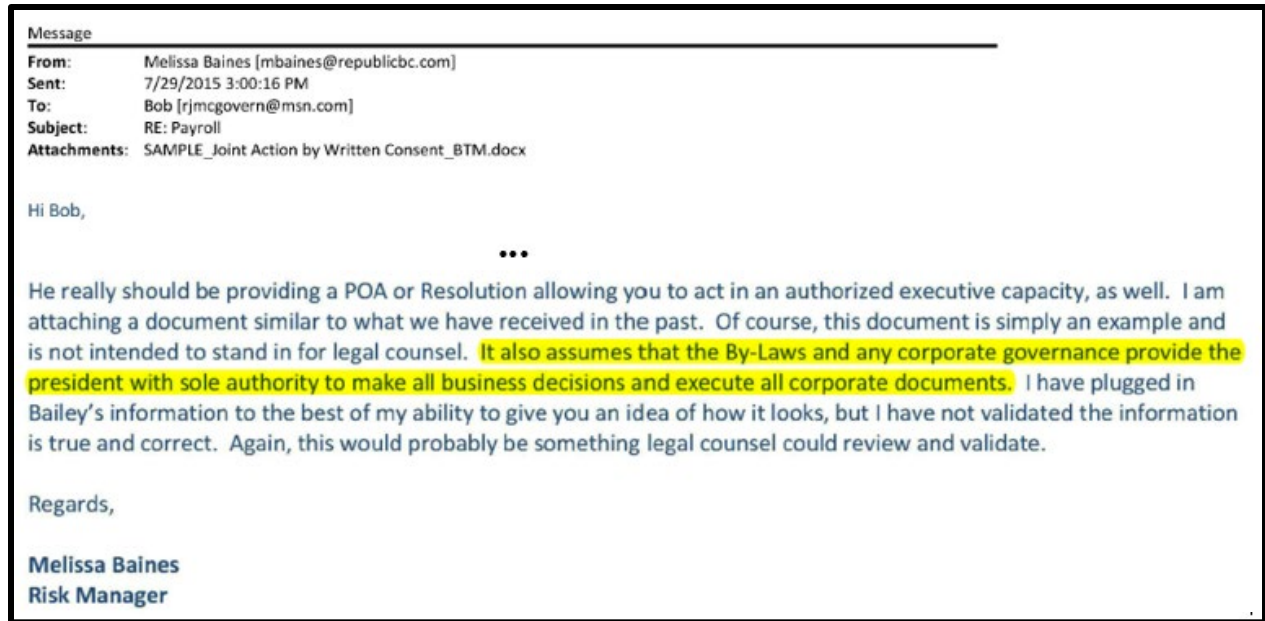 Message
From: Melissa Baines [mbaines@republicbc.com]
Sent: 7/29/2015 3:00:16 PM
To: Bob [rjmcgovern@msn.com]
Subject: RE: Payroll
Attachments: SAMPLE_Joint Action by Written Consent_BTM.docx
Hi Bob,
•••
He really should be providing a POA or Resolution allowing you to act in an authorized executive capacity, as well. I am
attaching a document similar to what we have received in the past. Of course, this document is simply an example and
is not intended to stand in for legal counsel. It also assumes that the By-Laws and any corporate governance provide the
president with sole authority to make all business decisions and execute all corporate documents. I have plugged in
Bailey's information to the best of my ability to give you an idea of how it looks, but I have not validated the information
is true and correct. Again, this would probably be something legal counsel could review and validate.
Regards,
Melissa Baines
Risk Manager